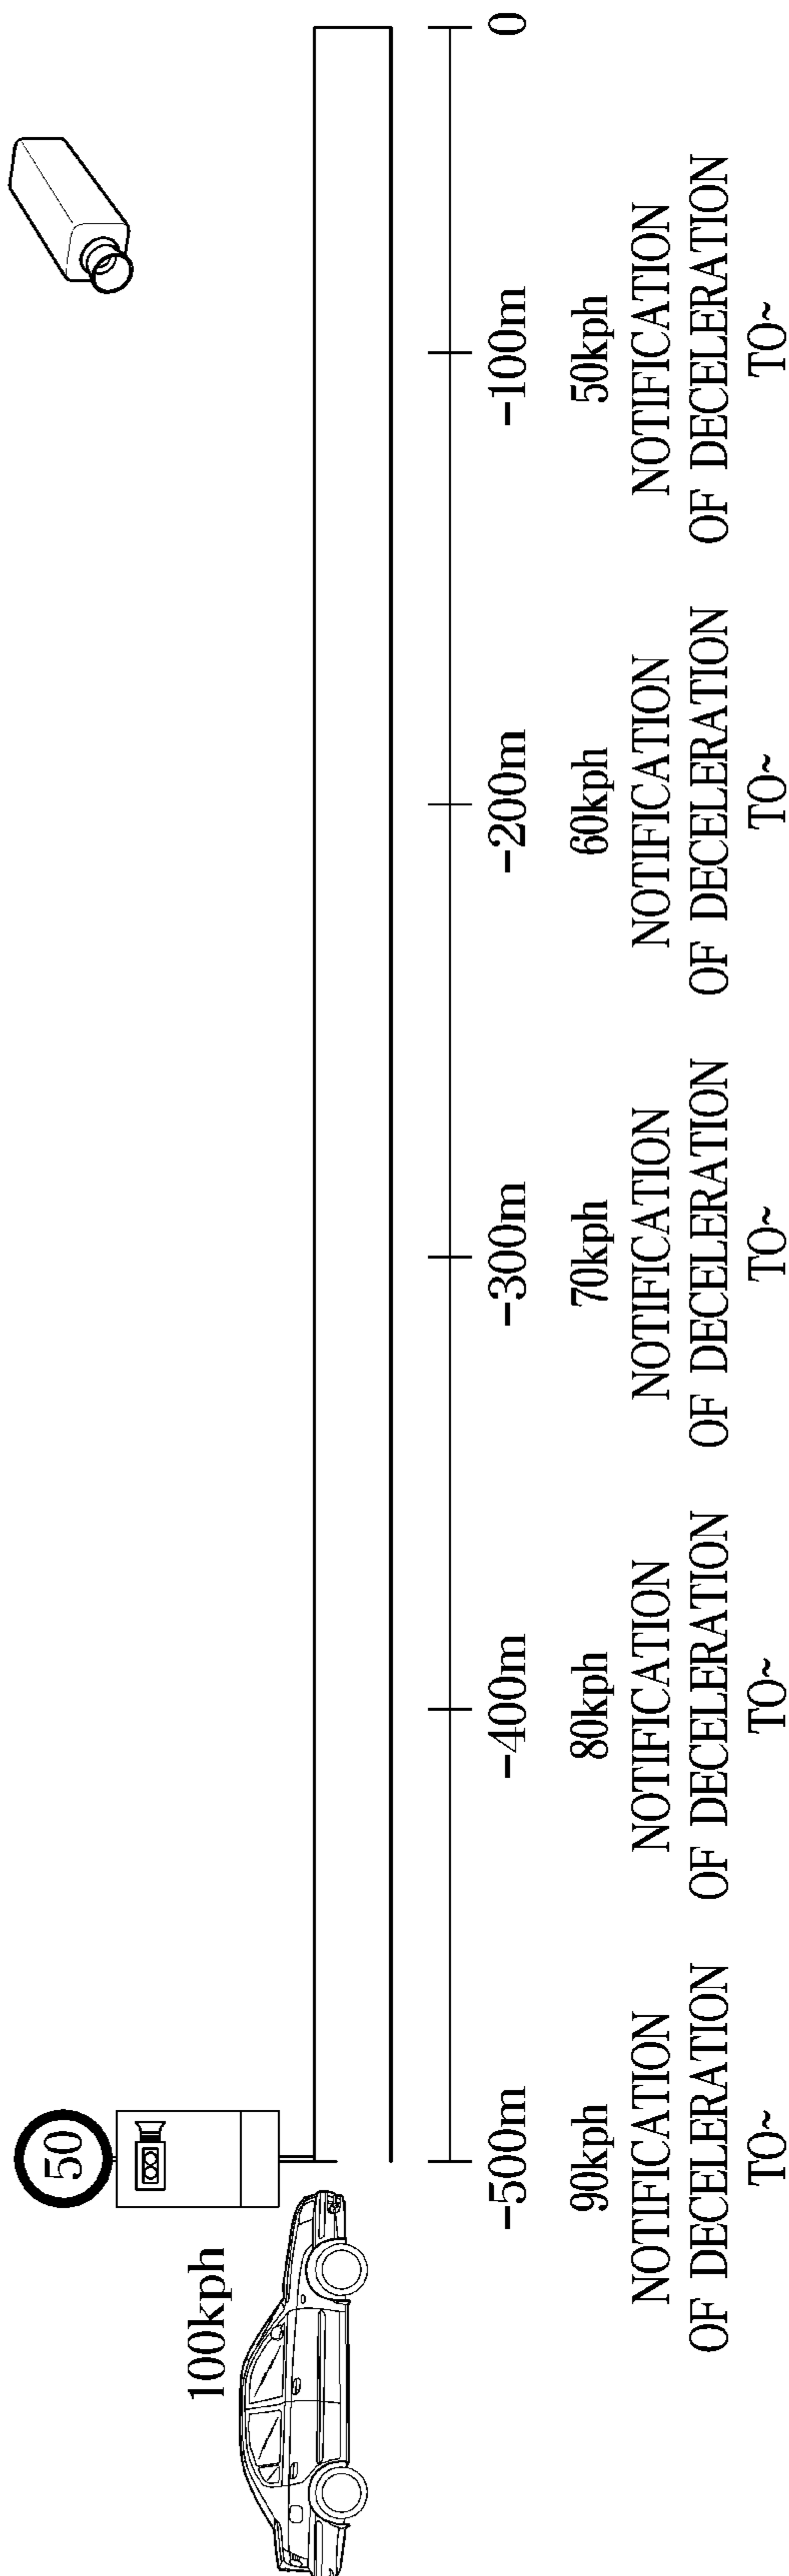 50
100kph
-500m
-400m
-300m
-200m
-100m
0
90kph
NOTIFICATION
OF DECELERATION
TO~
80kph
NOTIFICATION
OF DECELERATION
TO~
70kph
NOTIFICATION
OF DECELERATION
TO~
60kph
NOTIFICATION
OF DECELERATION
TO~
50kph
NOTIFICATION
OF DECELERATION
TO~